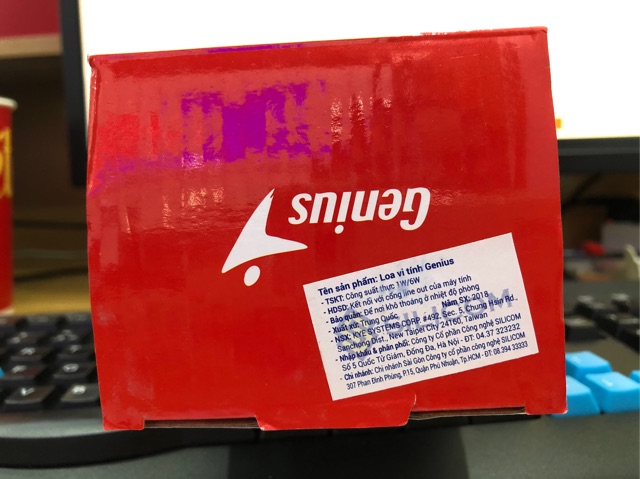 Genius
Tên sản phẩm: Loa vi tính Genius
- TSKT: Công suất thực 1W/6W
- HDSD: Kết nối với cổng line out của máy tính
- Bảo quản: Để nơi khô thoáng ở nhiệt độ phòng
- Xuất xứ: Trung Quốc Năm SX: 2018
- NSX: KYE SYSTEMS CORP #492, Sec. 5, Chung Hsin Rd.,
Sanchong Dist., New Taipei City 24160, Taiwan
- Nhập khẩu & phân phối: Công ty Cổ phần Công nghệ SILICOM
Số 5 Quốc Tử Giám, Đống Đa, Hà Nội - ĐT: 04.37 323232
- Chi nhánh: Chi nhánh Sài Gòn Công ty cổ phần công nghệ SILICOM
307 Phan Đình Phùng, P.15, Quận Phú Nhuận, Tp.HCM - ĐT: 08.394 33333
SILICOM